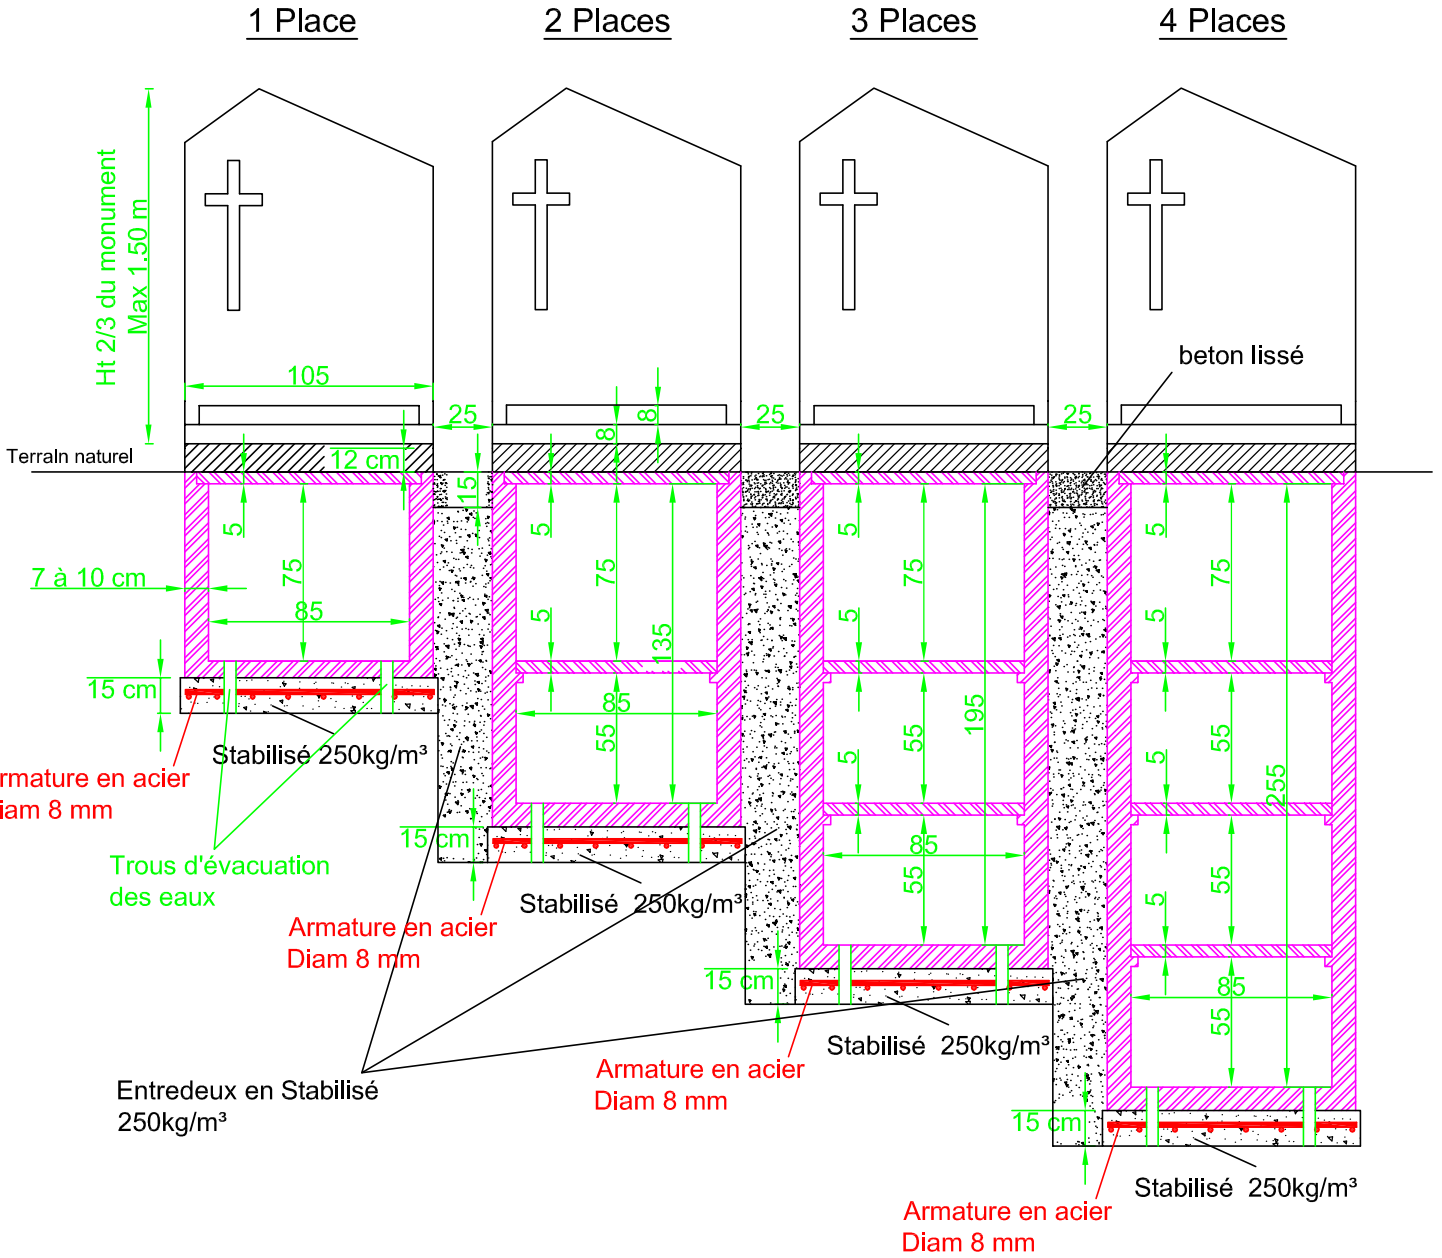 1 Place
2 Places
3 Places
4 Places
Ht 2/3 du monument
Max 1.50 m
105
25
8
8
25
25
beton lissé
Terrain naturel
12 cm
15
5
75
85
7 à 10 cm
15 cm
5
75
5
135
85
55
15 cm
5
75
5
55
195
5
85
55
15 cm
5
75
5
55
255
5
55
85
55
15 cm
Stabilisé 250kg/m³
rmature en acier
iam 8 mm
Trous d'évacuation
des eaux
Stabilisé 250kg/m³
Armature en acier
Diam 8 mm
Stabilisé 250kg/m³
Armature en acier
Diam 8 mm
Entredeux en Stabilisé
250kg/m³
Stabilisé 250kg/m³
Armature en acier
Diam 8 mm